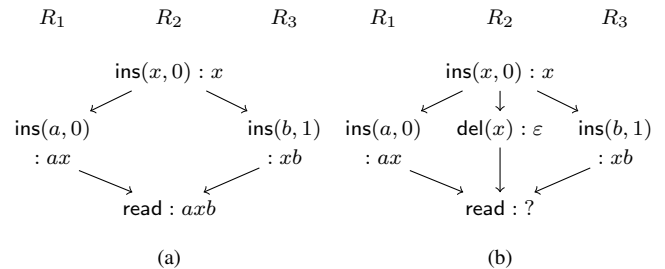 R₁ R₂ R₃ R₁ R₂ R₃
ins(x, 0) : x ins(x, 0) : x
ins(a, 0) ins(b, 1) ins(a, 0) del(x) : ε ins(b, 1)
: ax : xb : ax : xb
read : axb read : ?
(a) (b)